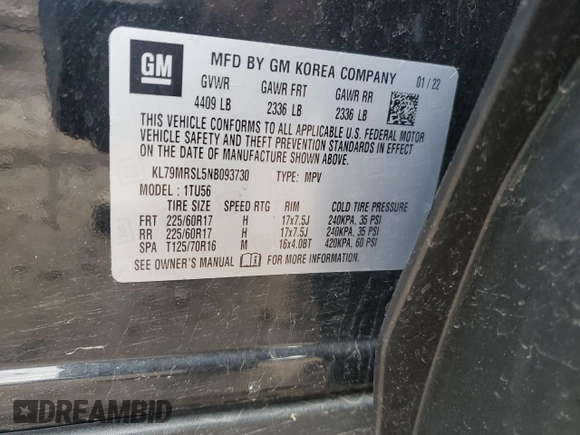 GM
MFD BY GM KOREA COMPANY
01 / 22
GVWR GAWR FRT GAWR RR
4409 LB 2336 LB 2336 LB
THIS VEHICLE CONFORMS TO ALL APPLICABLE U.S. FEDERAL MOTOR
VEHICLE SAFETY AND THEFT PREVENTION STANDARDS IN EFFECT ON
THE DATE OF MANUFACTURE SHOWN ABOVE.
KL79MRSL5NB093730 TYPE: MPV
MODEL : 1TU56
TIRE SIZE SPEED RTG RIM COLD TIRE PRESSURE
FRT 225/60R17 H 17x7.5J 240KPA, 35 PSI
RR 225/60R17 H 17x7.5J 240KPA, 35 PSI
SPA T125/70R16 M 16x4.0BT 420KPA, 60 PSI
SEE OWNER'S MANUAL FOR MORE INFORMATION.
DREAMBID